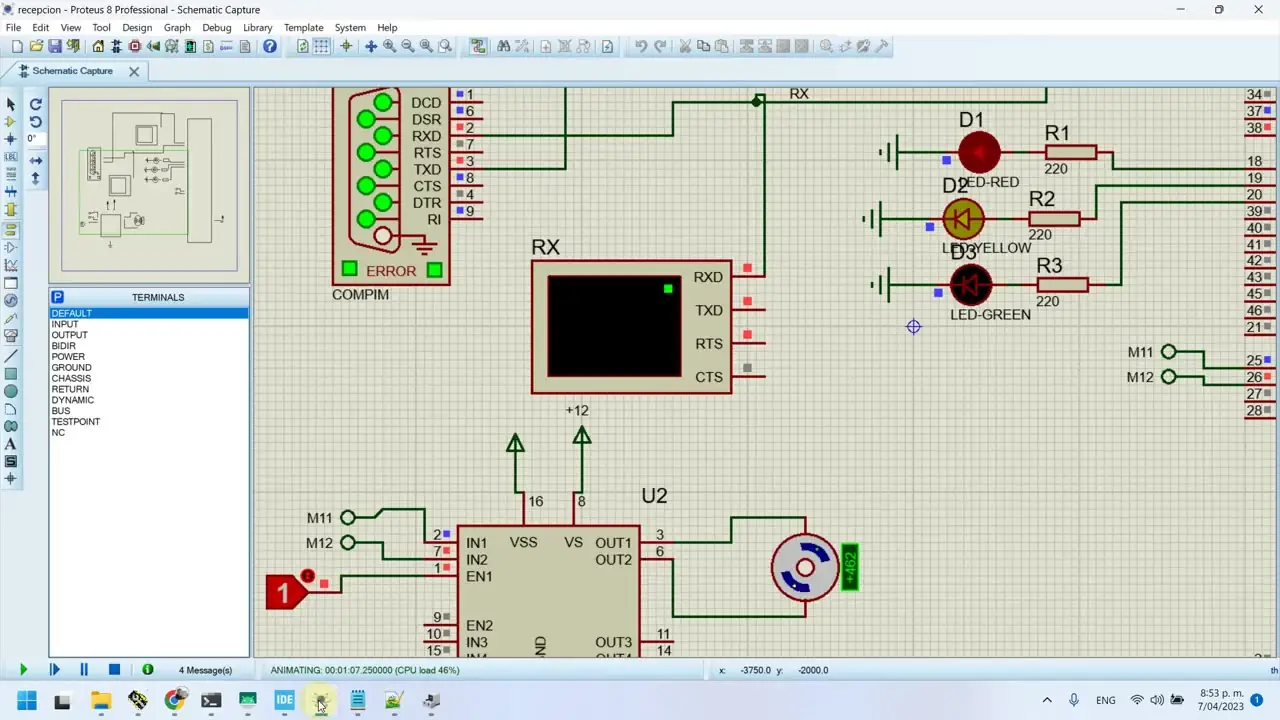 recepcion - Proteus 8 Professional - Schematic Capture
File Edit View Tool Design Graph Debug Library Template System Help
Schematic Capture
0°
LBL
P TERMINALS
DEFAULT
INPUT
OUTPUT
BIDIR
POWER
GROUND
CHASSIS
RETURN
DYNAMIC
BUS
TESTPOINT
NC
DCD 1
DSR 6
RXD 2
RTS 7
TXD 3
CTS 8
DTR 4
RI 9
ERROR
COMPIM
RX
RX
RXD
TXD
RTS
CTS
D1
R1
220
LED-RED
D2
R2
220
LED-YELLOW
D3
R3
220
LED-GREEN
34
37
38
18
19
20
39
40
41
42
43
45
46
21
25
26
27
28
M11
M12
+12
16
8
U2
M11
M12
1
2 IN1
7 IN2
1 EN1
9 EN2
10 IN3
15
VSS VS
OUT1 3
OUT2 6
OUT3 11
14
+462
4 Message(s)
ANIMATING: 00:01:07.250000 (CPU load 46%)
x: -3750.0 y: -2000.0
th
IDE
ENG
8:53 p. m.
7/04/2023
1